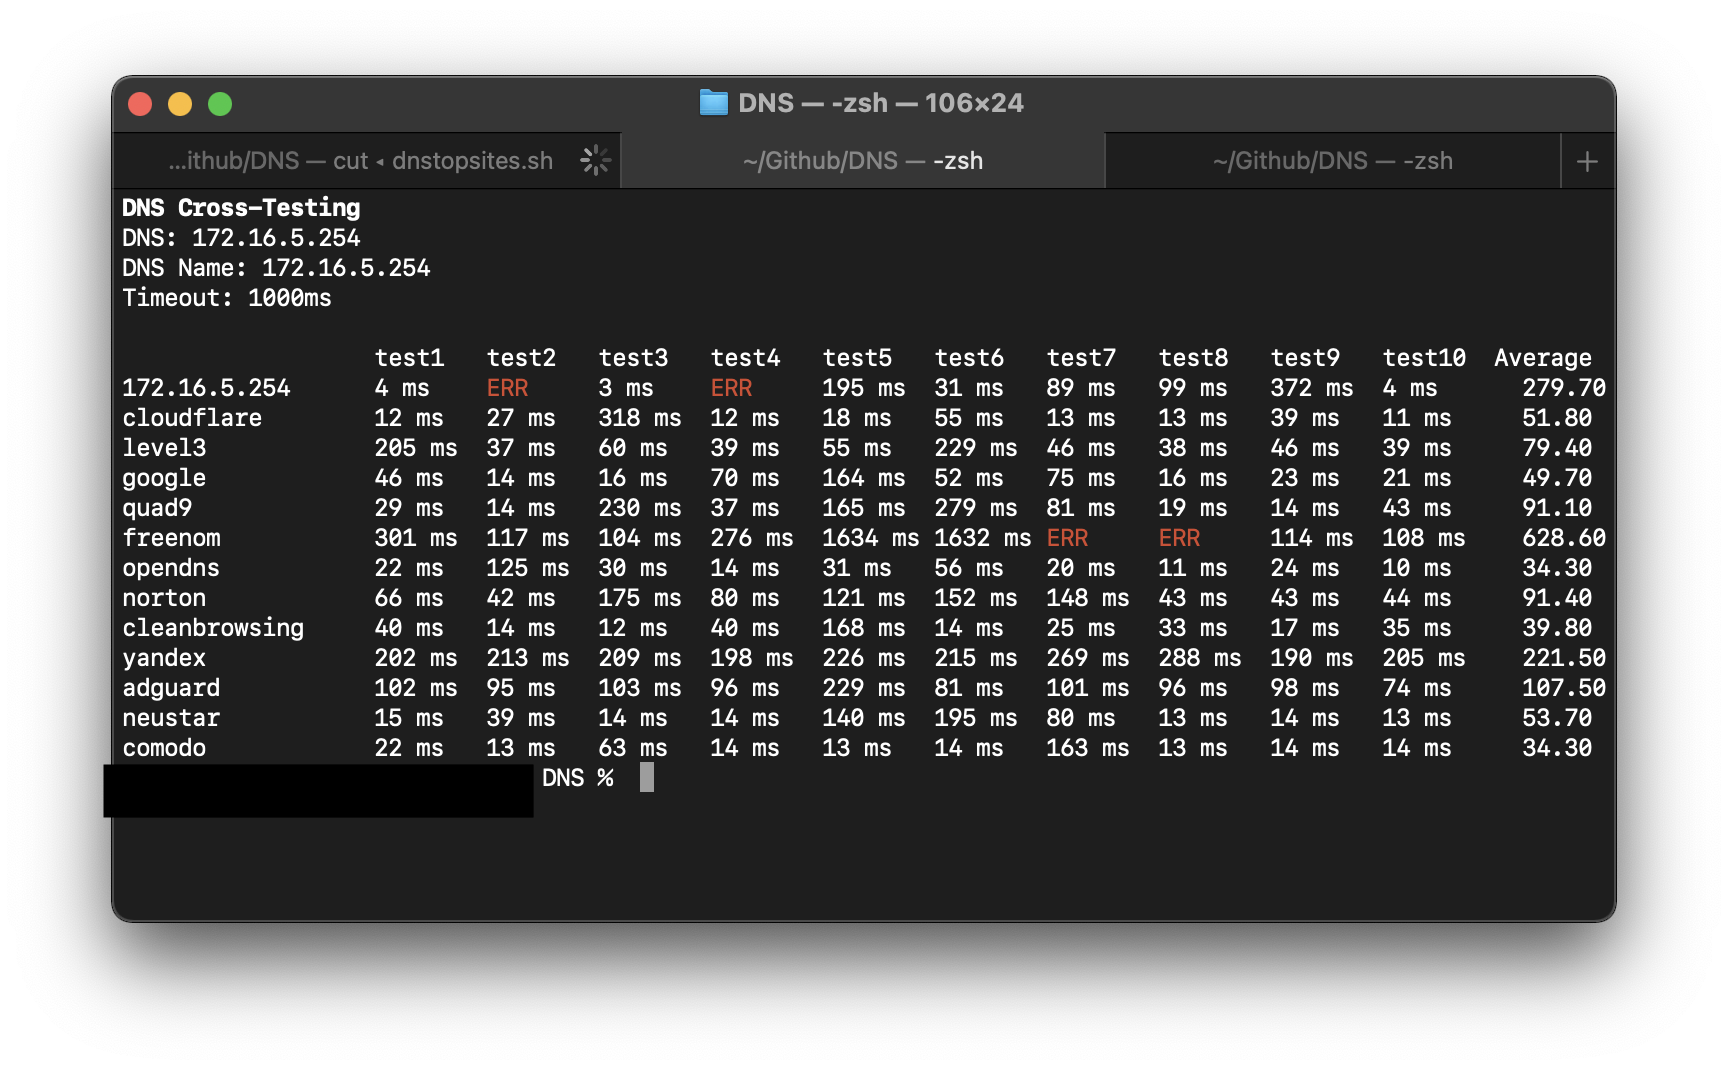 DNS — -zsh — 106×24
...ithub/DNS — cut ◂ dnstopsites.sh ~/Github/DNS — -zsh ~/Github/DNS — -zsh +
DNS Cross-Testing
DNS: 172.16.5.254
DNS Name: 172.16.5.254
Timeout: 1000ms
test1 test2 test3 test4 test5 test6 test7 test8 test9 test10 Average
172.16.5.254 4 ms ERR 3 ms ERR 195 ms 31 ms 89 ms 99 ms 372 ms 4 ms 279.70
cloudflare 12 ms 27 ms 318 ms 12 ms 18 ms 55 ms 13 ms 13 ms 39 ms 11 ms 51.80
level3 205 ms 37 ms 60 ms 39 ms 55 ms 229 ms 46 ms 38 ms 46 ms 39 ms 79.40
google 46 ms 14 ms 16 ms 70 ms 164 ms 52 ms 75 ms 16 ms 23 ms 21 ms 49.70
quad9 29 ms 14 ms 230 ms 37 ms 165 ms 279 ms 81 ms 19 ms 14 ms 43 ms 91.10
freenom 301 ms 117 ms 104 ms 276 ms 1634 ms 1632 ms ERR ERR 114 ms 108 ms 628.60
opendns 22 ms 125 ms 30 ms 14 ms 31 ms 56 ms 20 ms 11 ms 24 ms 10 ms 34.30
norton 66 ms 42 ms 175 ms 80 ms 121 ms 152 ms 148 ms 43 ms 43 ms 44 ms 91.40
cleanbrowsing 40 ms 14 ms 12 ms 40 ms 168 ms 14 ms 25 ms 33 ms 17 ms 35 ms 39.80
yandex 202 ms 213 ms 209 ms 198 ms 226 ms 215 ms 269 ms 288 ms 190 ms 205 ms 221.50
adguard 102 ms 95 ms 103 ms 96 ms 229 ms 81 ms 101 ms 96 ms 98 ms 74 ms 107.50
neustar 15 ms 39 ms 14 ms 14 ms 140 ms 195 ms 80 ms 13 ms 14 ms 13 ms 53.70
comodo 22 ms 13 ms 63 ms 14 ms 13 ms 14 ms 163 ms 13 ms 14 ms 14 ms 34.30
DNS %